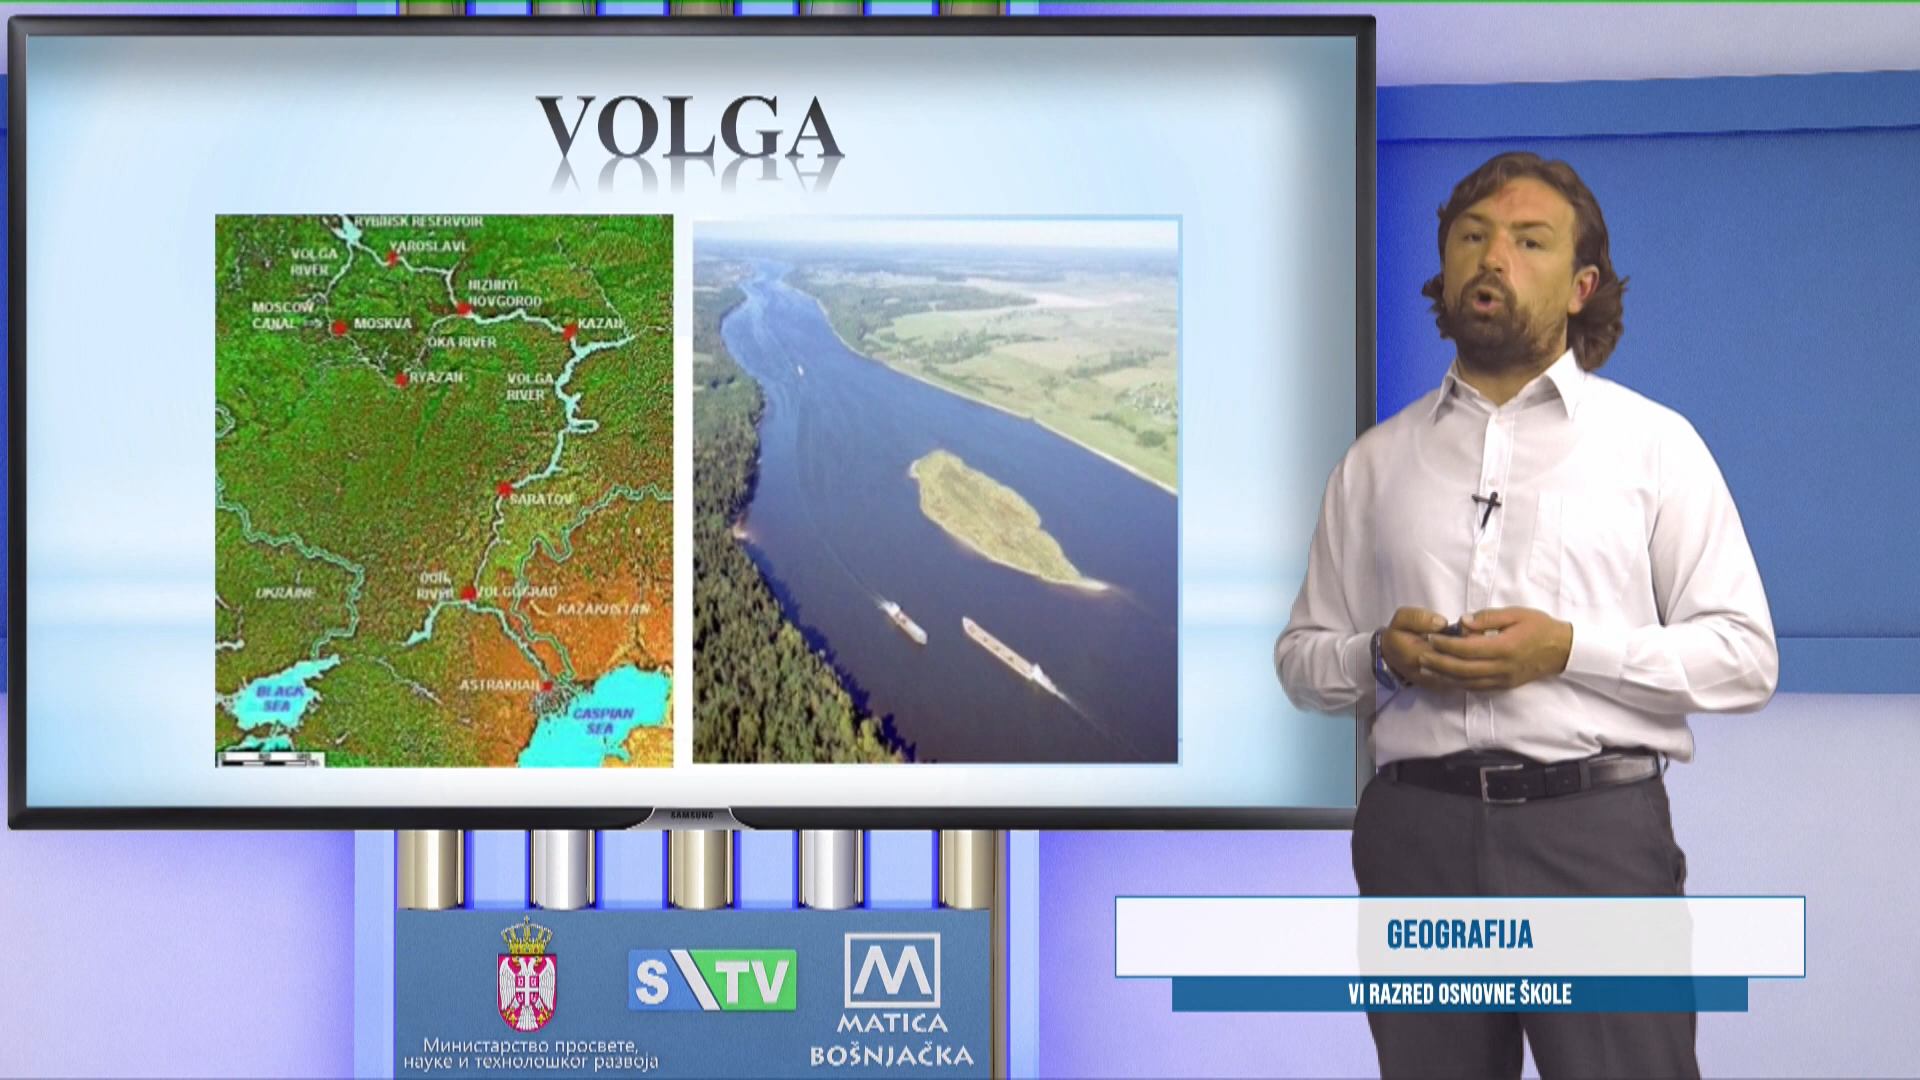 VOLGA
RYBINSK RESERVOIR
YAROSLAVL
VOLGA
RIVER
NIZHNYI
NOVGOROD
MOSCOW
CANAL
MOSKVA
KAZAN
OKA RIVER
RYAZAN
VOLGA
RIVER
SARATOV
DON
RIVER
VOLGOGRAD
UKRAINE
KAZAKHSTAN
ASTRAKHAN
BLACK
SEA
CASPIAN
SEA
SAMSUNG
GEOGRAFIJA
VI RAZRED OSNOVNE ŠKOLE
Министарство просвете,
науке и технолошког развоја
S TV
MATICA
BOŠNJAČKA